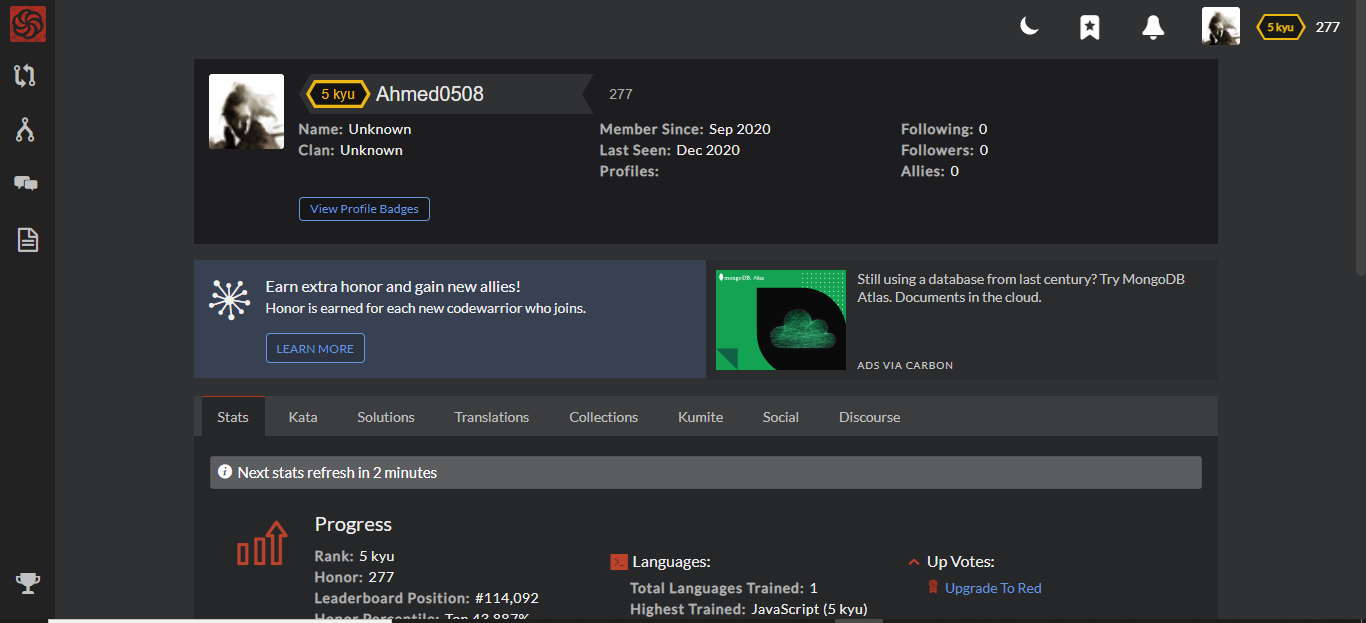 5 kyu 277
5 kyu Ahmed0508 277
Name: Unknown
Clan: Unknown
Member Since: Sep 2020
Last Seen: Dec 2020
Profiles:
Following: 0
Followers: 0
Allies: 0
View Profile Badges
Earn extra honor and gain new allies!
Honor is earned for each new codewarrior who joins.
LEARN MORE
mongoDB. Atlas
Still using a database from last century? Try MongoDB
Atlas. Documents in the cloud.
ADS VIA CARBON
Stats Kata Solutions Translations Collections Kumite Social Discourse
Next stats refresh in 2 minutes
Progress
Rank: 5 kyu
Honor: 277
Leaderboard Position: #114,092
Honor Percentile: Top 43.887%
Languages:
Total Languages Trained: 1
Highest Trained: JavaScript (5 kyu)
Up Votes:
Upgrade To Red